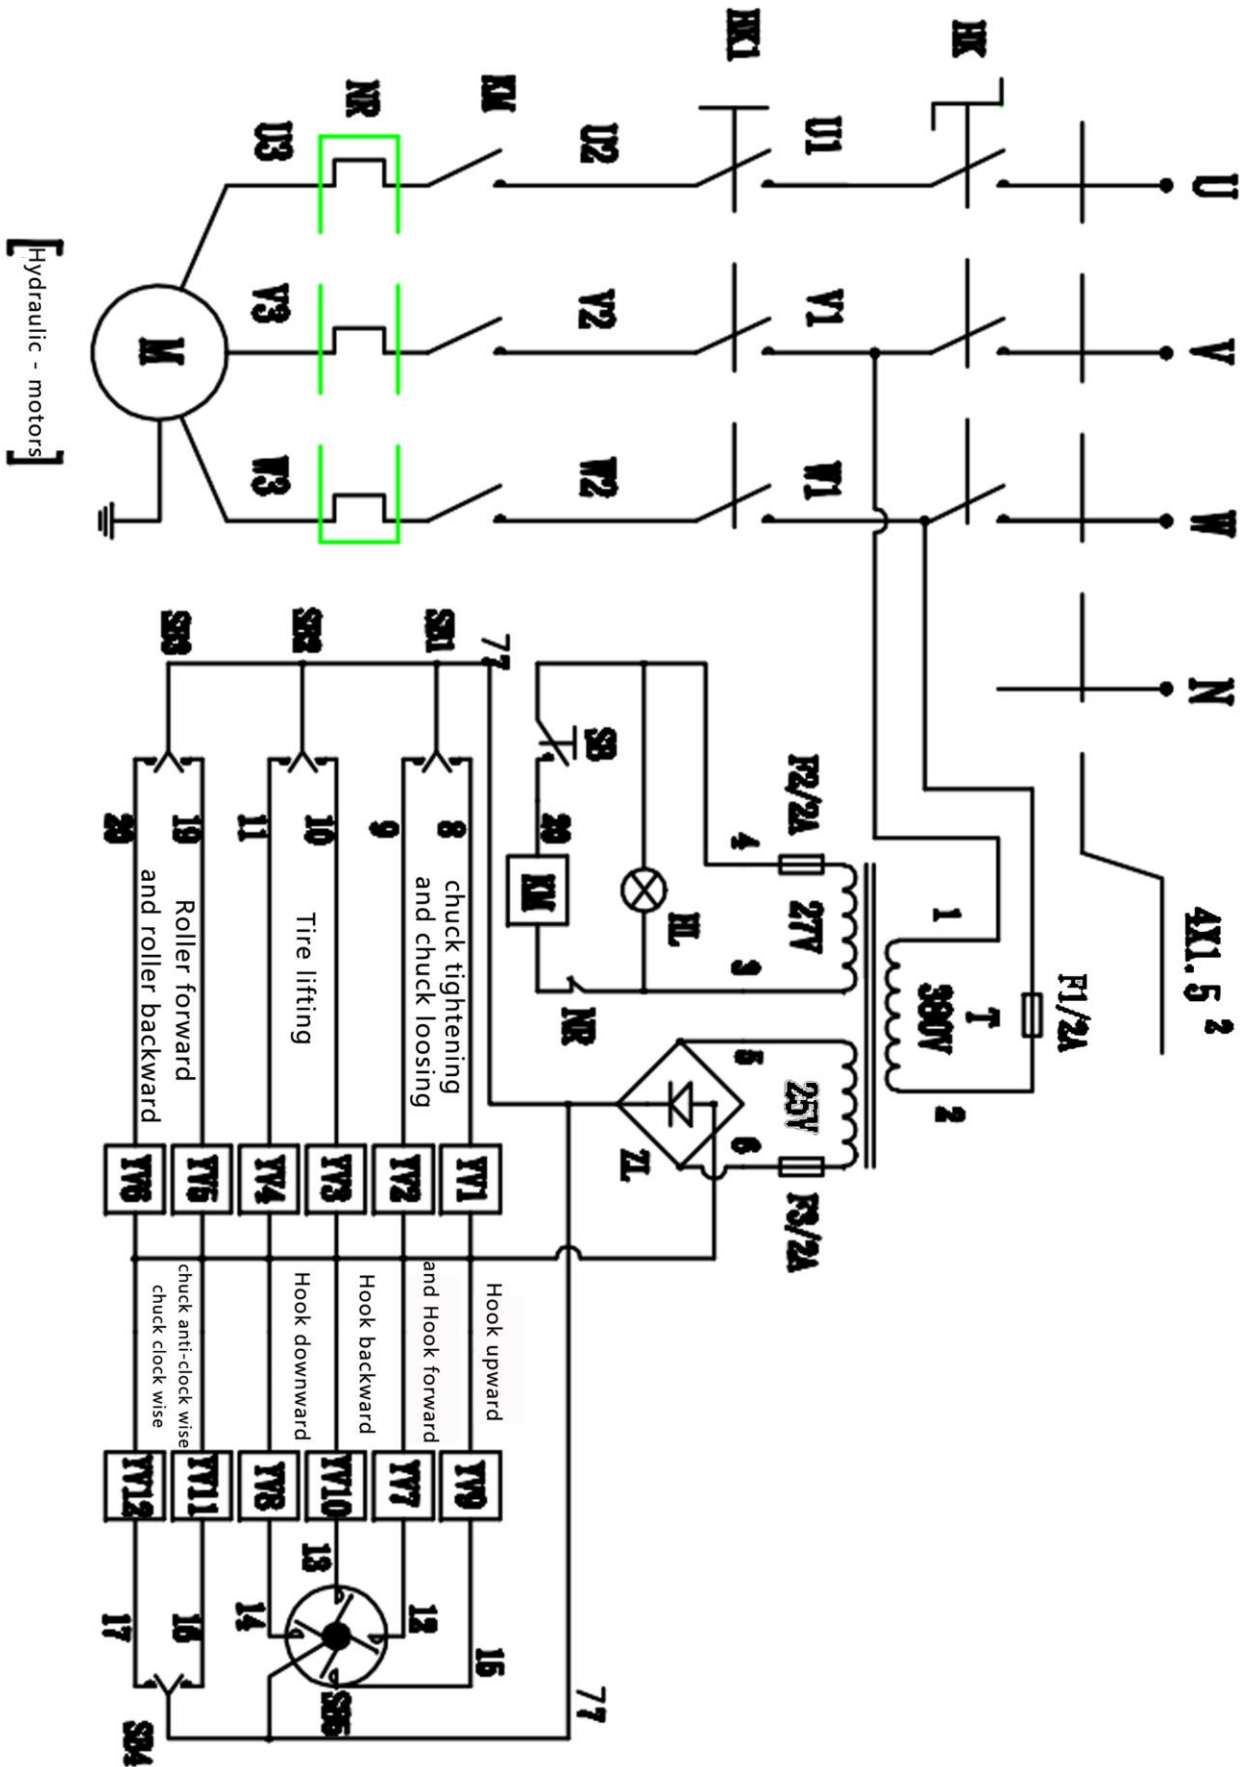 U V W N 4X1.5 2
F1/2A
HK T
1 380V 2
U1 V1 W1 F2/2A 27V 25V F3/2A
HK1 4 3 5 6
HL ZL
U2 V2 W2 SB NR 77
20 KM
KM 77
Hook upward
15
SB1 8 chuck tightening YV1 YV9
9 and chuck loosing YV2 and Hook forward YV7 12
NR
Hook backward
SB2 10 Tire lifting YV3 YV10 13 SB5
Hook downward
U3 V3 W3 11 YV4 YV8 14
SB3 19 Roller forward YV5 chuck anti-clock wise YV11 16
M 20 and roller backward YV6 chuck clock wise YV12 17 SB4
[Hydraulic - motors]